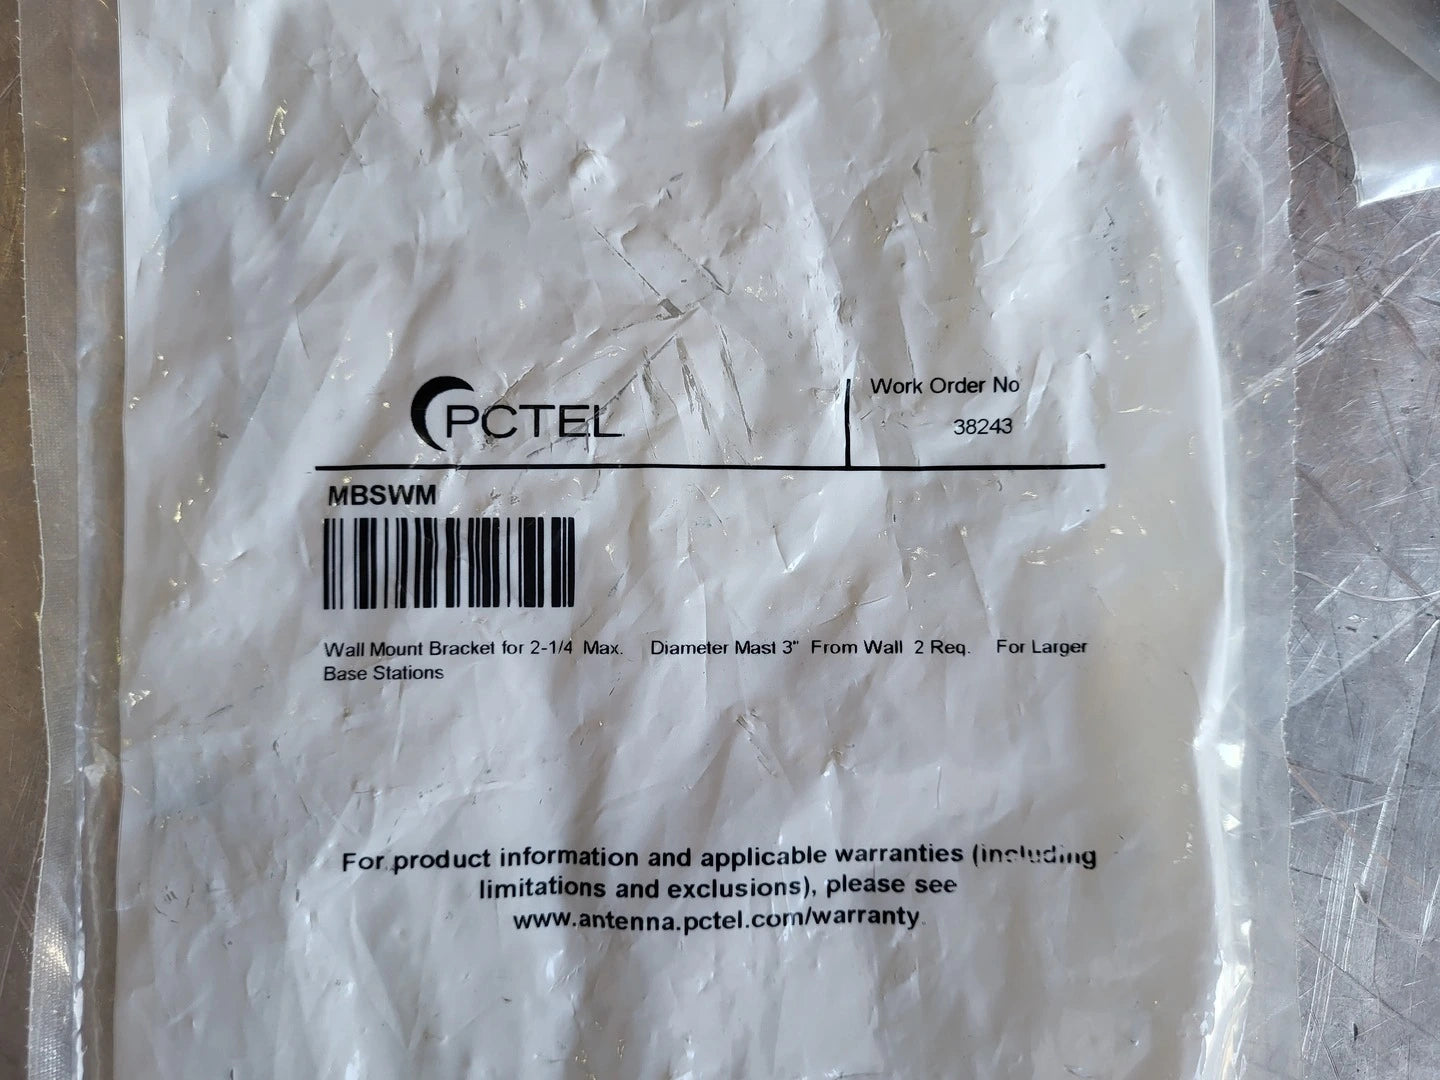 PCTEL
Work Order No
38243
MBSWM
Wall Mount Bracket for 2-1/4 Max. Diameter Mast 3" From Wall 2 Req. For Larger
Base Stations
For product information and applicable warranties (including
limitations and exclusions), please see
www.antenna.pctel.com/warranty.